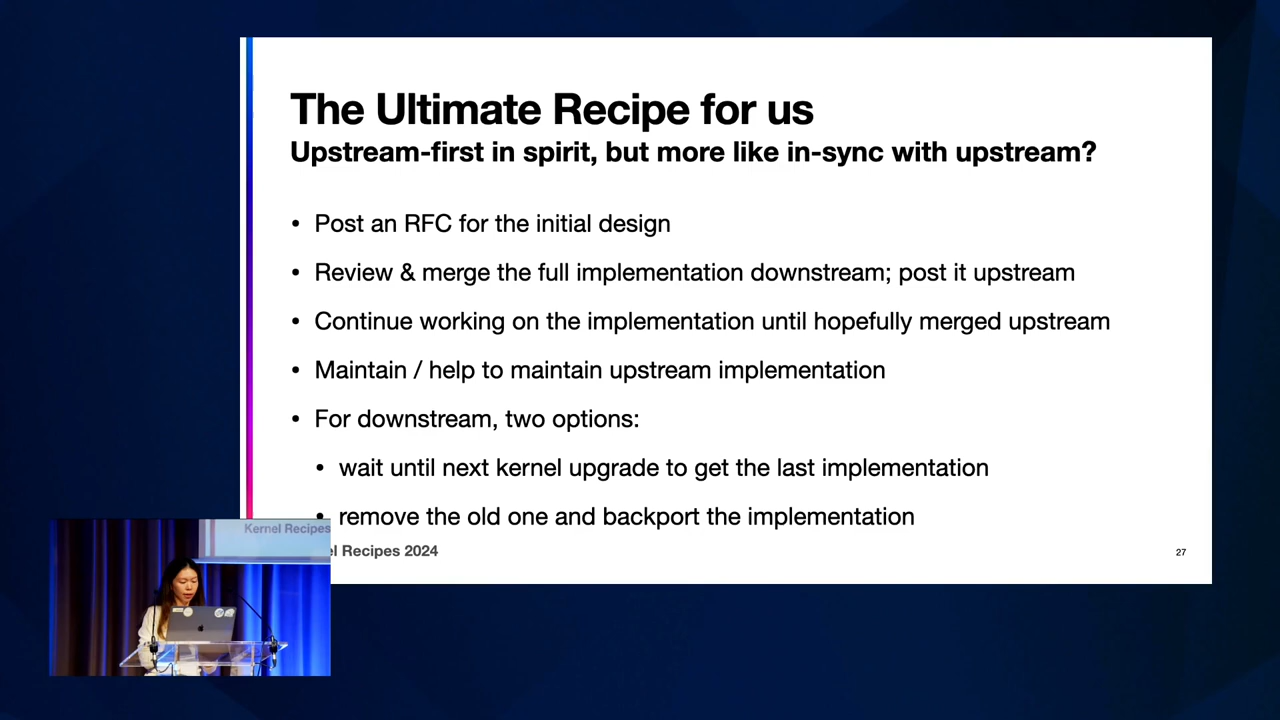 The Ultimate Recipe for us
Upstream-first in spirit, but more like in-sync with upstream?
• Post an RFC for the initial design
• Review & merge the full implementation downstream; post it upstream
• Continue working on the implementation until hopefully merged upstream
• Maintain / help to maintain upstream implementation
• For downstream, two options:
• wait until next kernel upgrade to get the last implementation
• remove the old one and backport the implementation
Kernel Recipes
el Recipes 2024
27